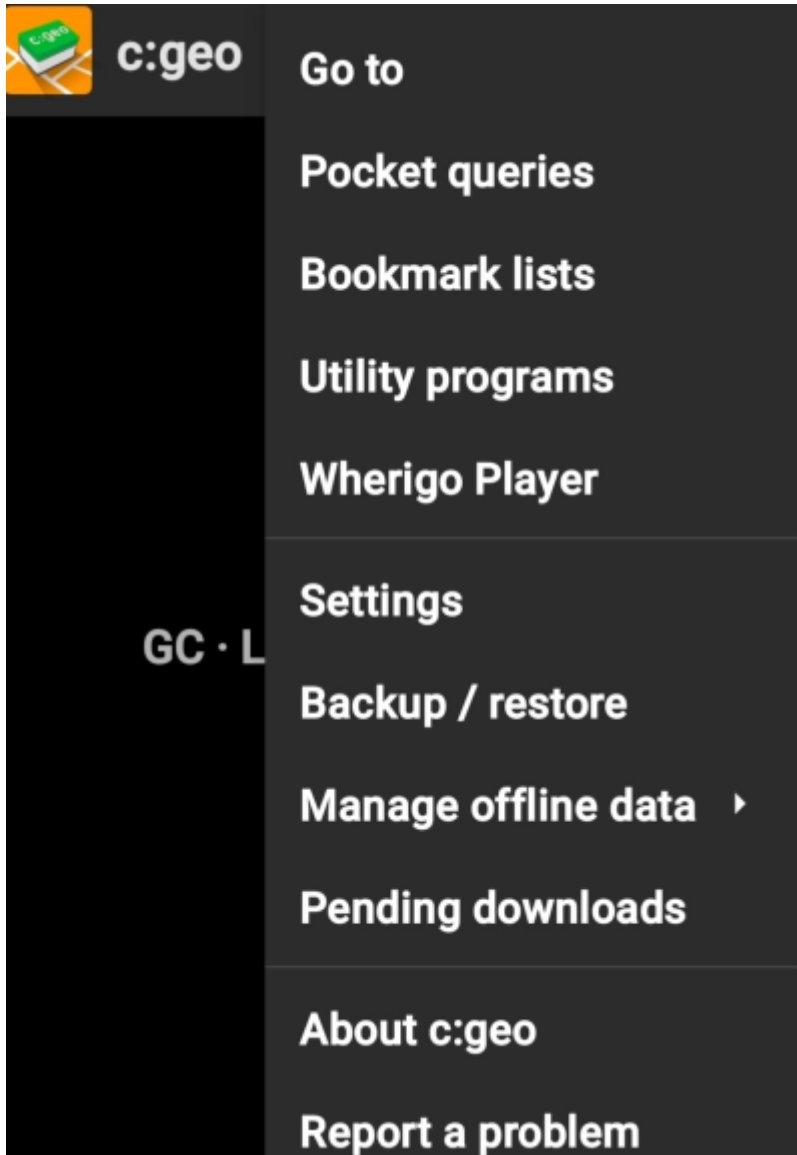 c:geo
c:geo
Go to
Pocket queries
Bookmark lists
Utility programs
Wherigo Player
Settings
GC · L
Backup / restore
Manage offline data
Pending downloads
About c:geo
Report a problem